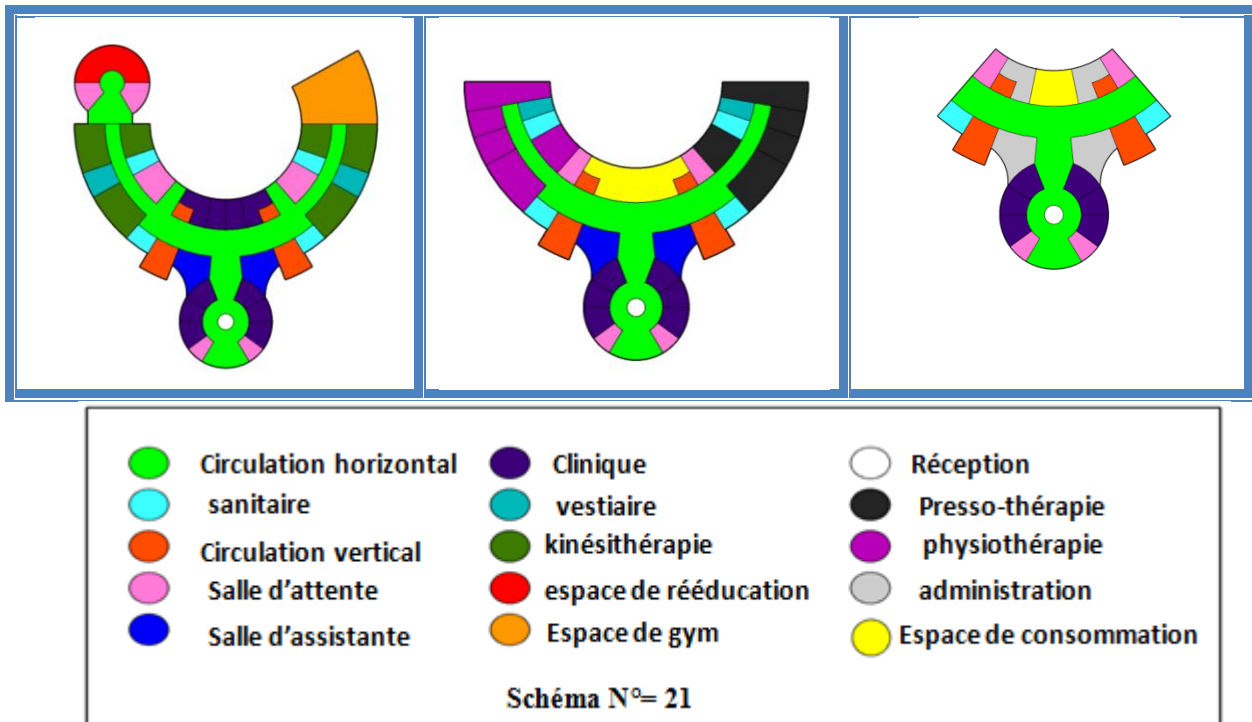 Circulation horizontal
sanitaire
Circulation vertical
Salle d'attente
Salle d'assistante
Clinique
vestiaire
kinésithérapie
espace de rééducation
Espace de gym
Réception
Presso-thérapie
physiothérapie
administration
Espace de consommation
Schéma N°= 21